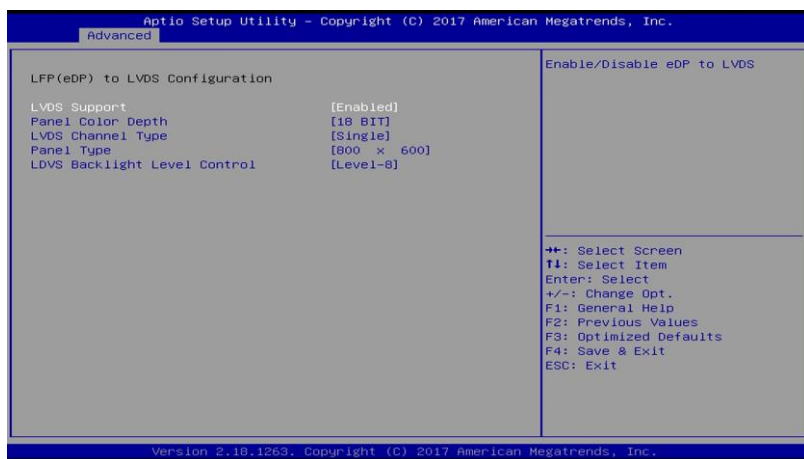 Aptio Setup Utility – Copyright (C) 2017 American Megatrends, Inc.
Advanced
LFP(eDP) to LVDS Configuration
LVDS Support [Enabled]
Panel Color Depth [18 BIT]
LVDS Channel Type [Single]
Panel Type [800 x 600]
LDVS Backlight Level Control [Level-8]
Enable/Disable eDP to LVDS
→←: Select Screen
↑↓: Select Item
Enter: Select
+/-: Change Opt.
F1: General Help
F2: Previous Values
F3: Optimized Defaults
F4: Save & Exit
ESC: Exit
Version 2.18.1263. Copyright (C) 2017 American Megatrends, Inc.